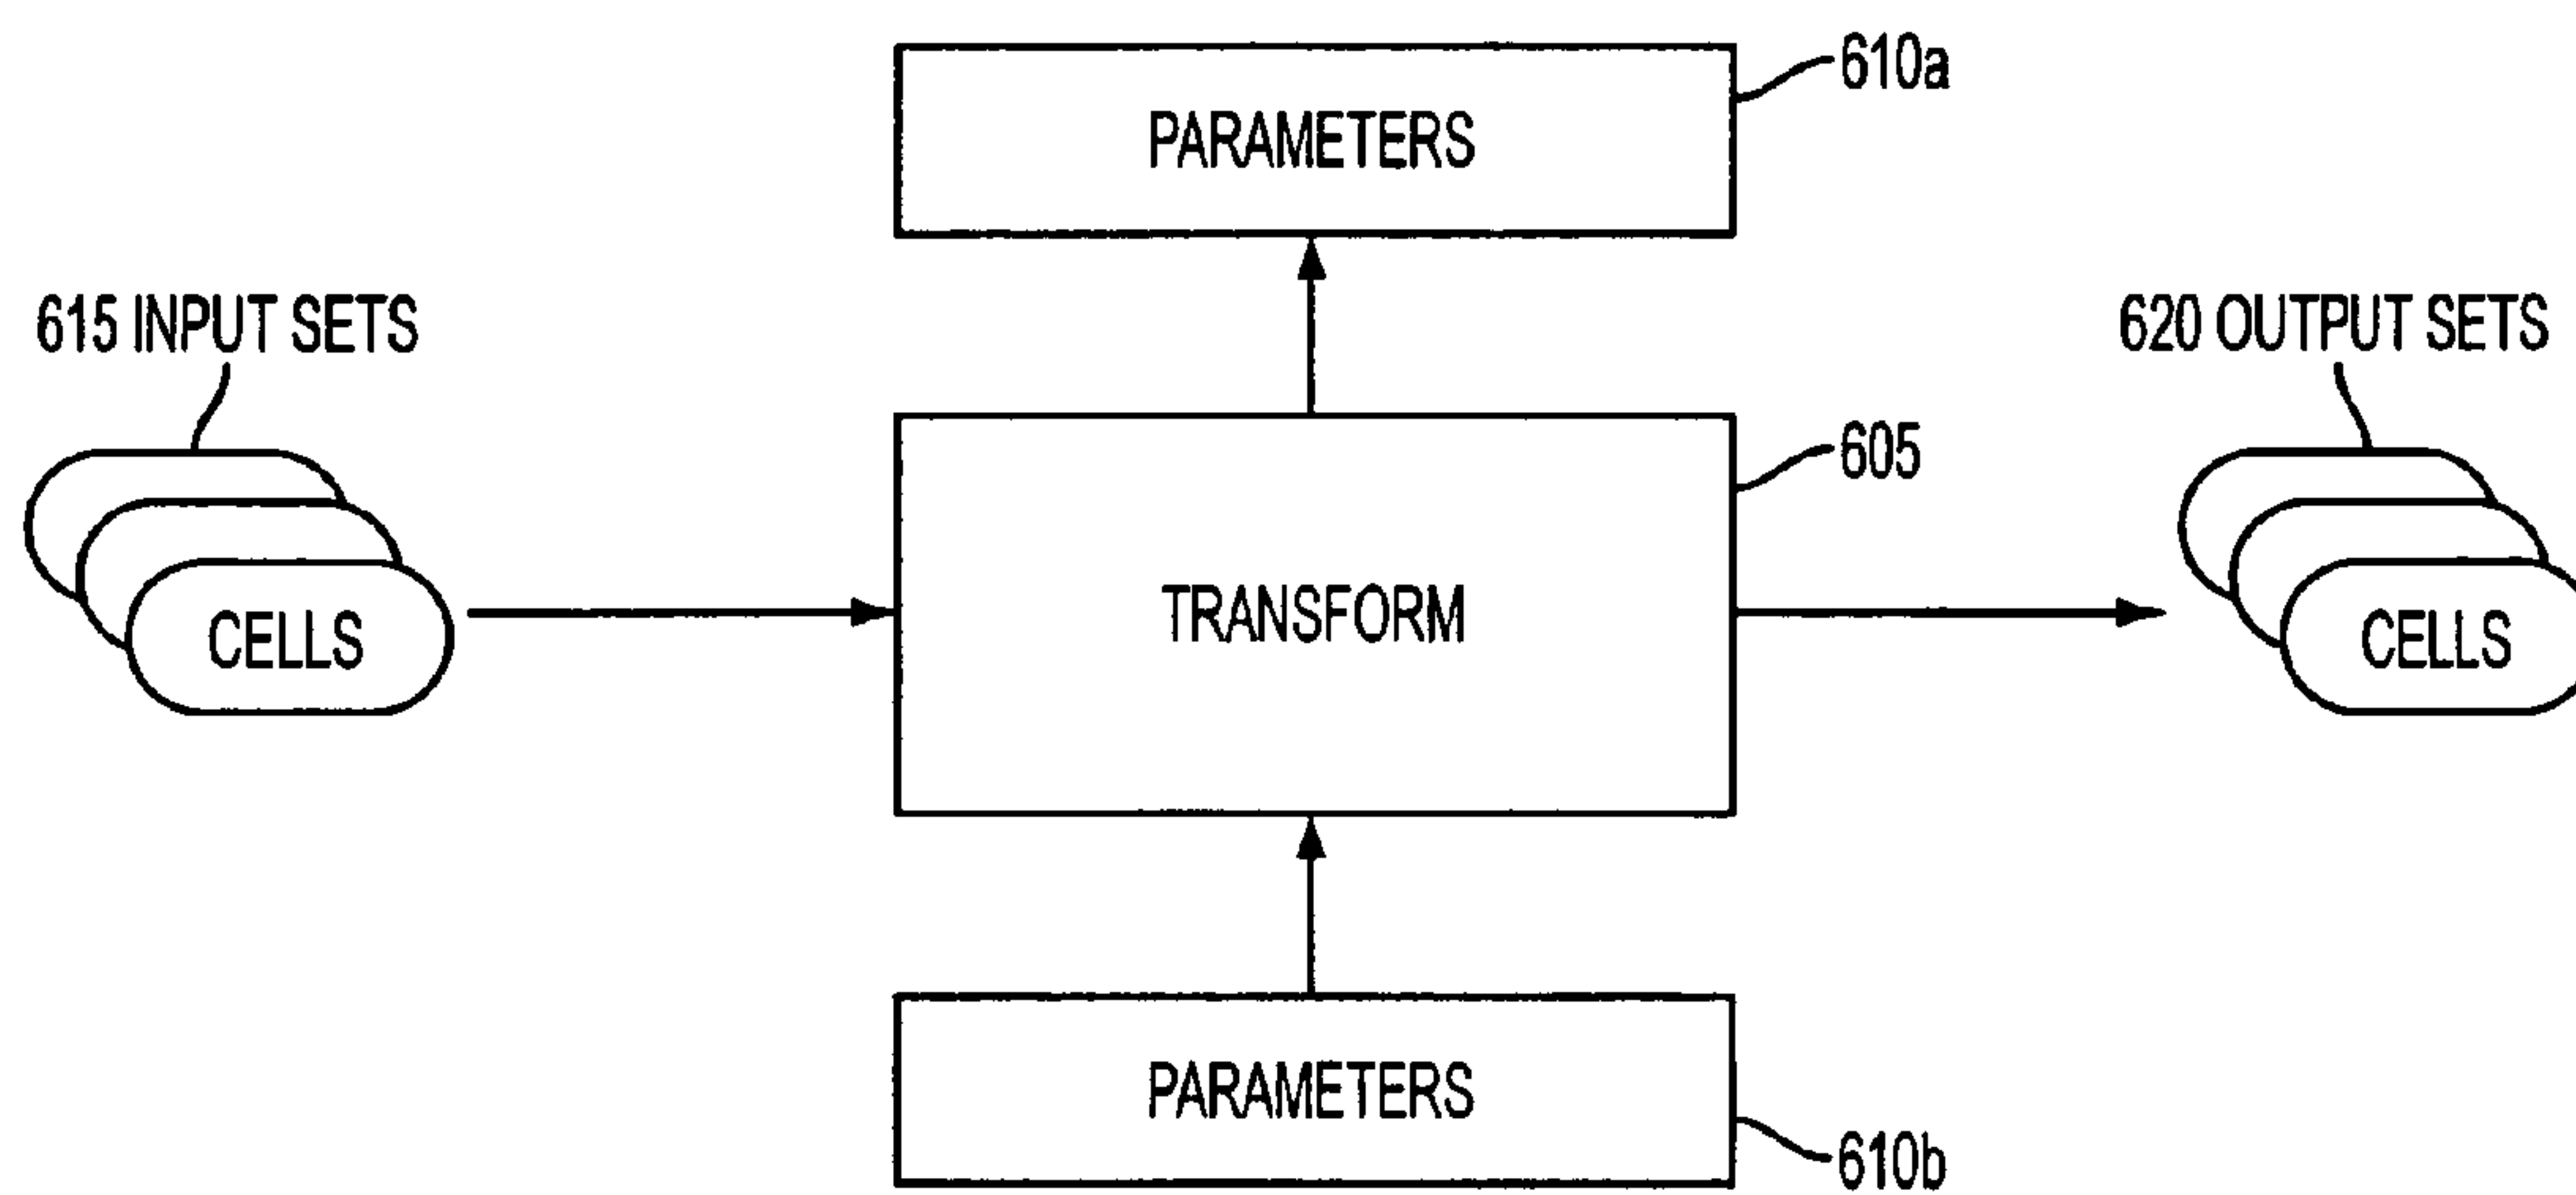 610a
PARAMETERS
615 INPUT SETS
620 OUTPUT SETS
605
TRANSFORM
CELLS
CELLS
PARAMETERS
610b